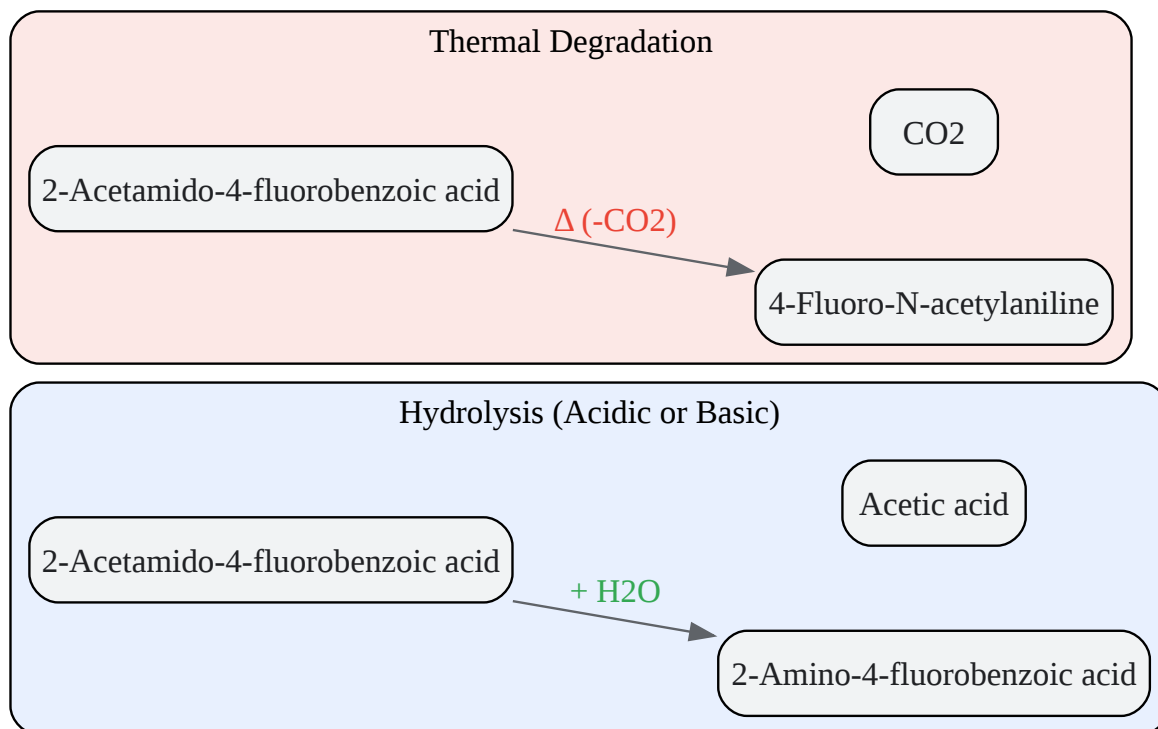 Thermal Degradation
CO2
2-Acetamido-4-fluorobenzoic acid
Δ (-CO2)
4-Fluoro-N-acetylaniline
Hydrolysis (Acidic or Basic)
Acetic acid
2-Acetamido-4-fluorobenzoic acid
+ H2O
2-Amino-4-fluorobenzoic acid